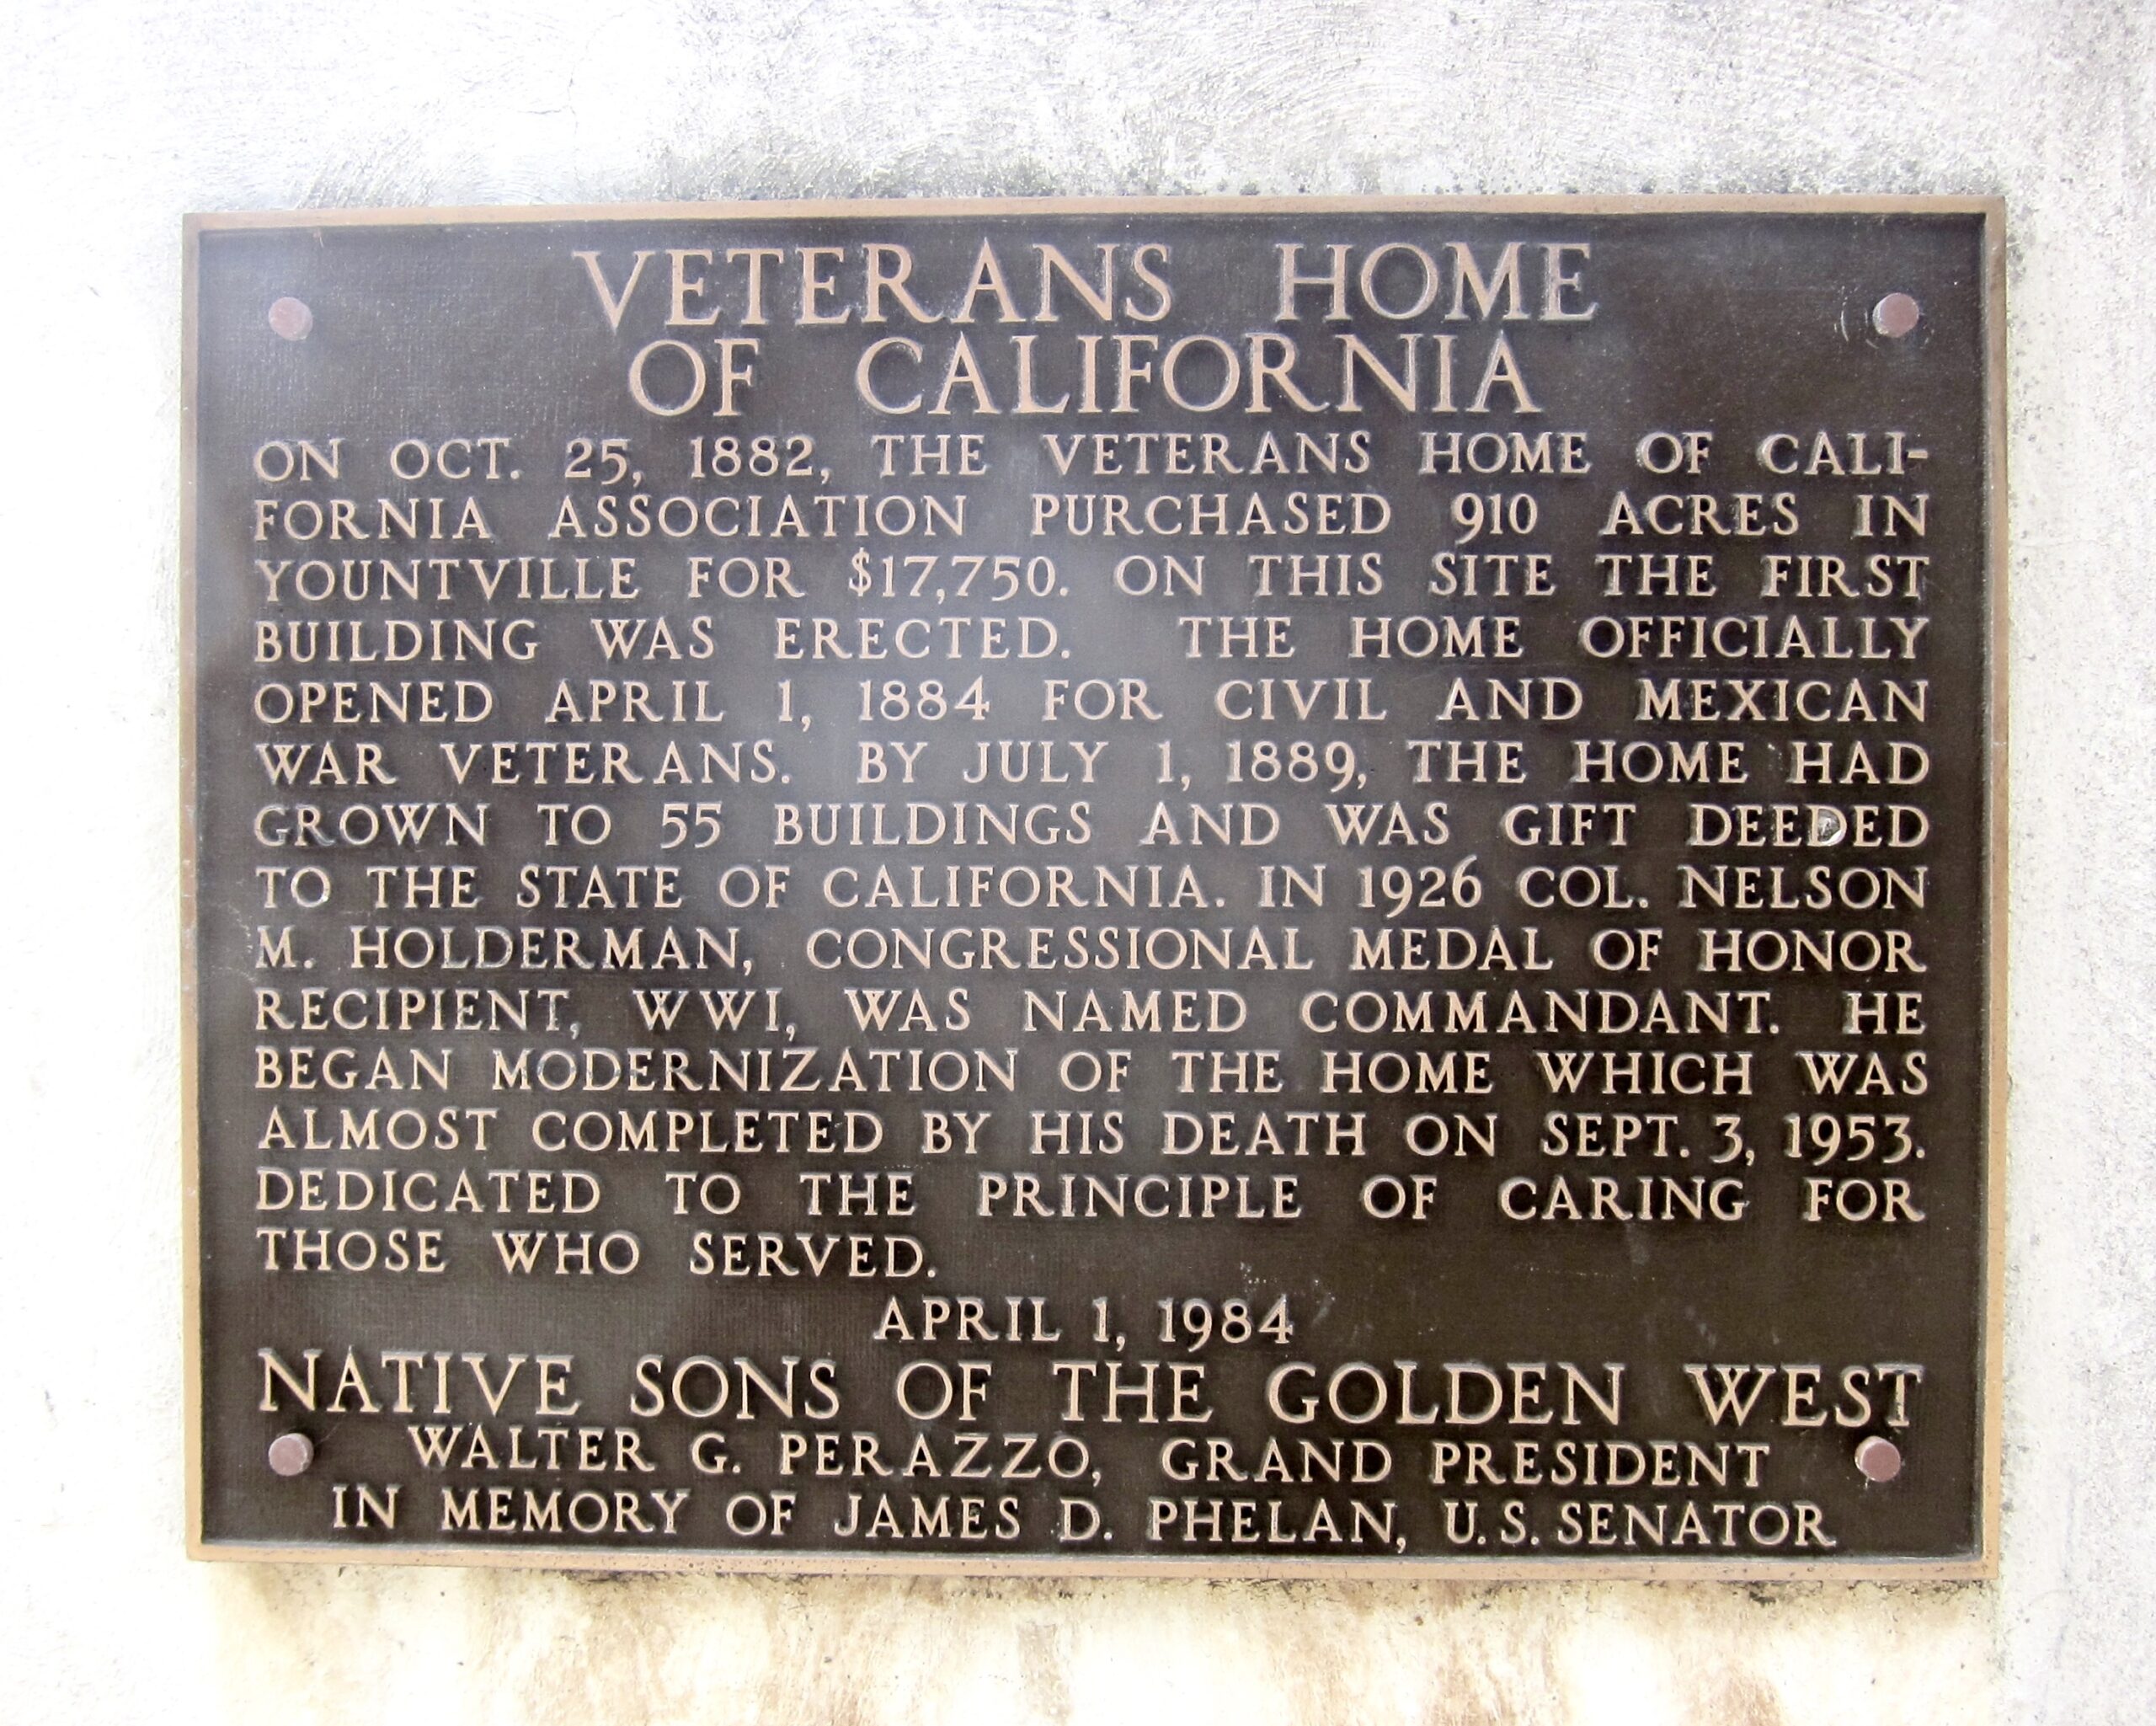 VETERANS HOME
OF CALIFORNIA
ON OCT. 25, 1882, THE VETERANS HOME OF CALI-
FORNIA ASSOCIATION PURCHASED 910 ACRES IN
YOUNTVILLE FOR $17,750. ON THIS SITE THE FIRST
BUILDING WAS ERECTED. THE HOME OFFICIALLY
OPENED APRIL 1, 1884 FOR CIVIL AND MEXICAN
WAR VETERANS. BY JULY 1, 1889, THE HOME HAD
GROWN TO 55 BUILDINGS AND WAS GIFT DEEDED
TO THE STATE OF CALIFORNIA. IN 1926 COL. NELSON
M. HOLDERMAN, CONGRESSIONAL MEDAL OF HONOR
RECIPIENT, WWI, WAS NAMED COMMANDANT. HE
BEGAN MODERNIZATION OF THE HOME WHICH WAS
ALMOST COMPLETED BY HIS DEATH ON SEPT. 3, 1953.
DEDICATED TO THE PRINCIPLE OF CARING FOR
THOSE WHO SERVED.
APRIL 1, 1984
NATIVE SONS OF THE GOLDEN WEST
WALTER G. PERAZZO, GRAND PRESIDENT
IN MEMORY OF JAMES D. PHELAN, U.S. SENATOR